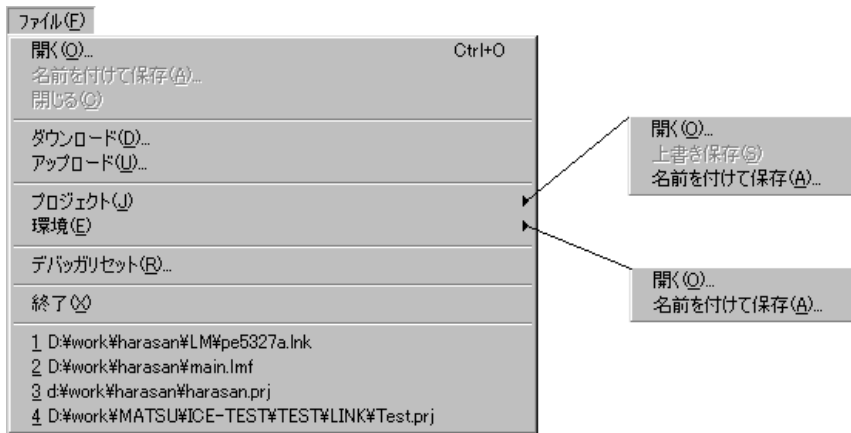 ファイル(F)
開く(O)... Ctrl+O
名前を付けて保存(A)...
閉じる(C)
ダウンロード(D)...
アップロード(U)...
プロジェクト(J)
環境(E)
デバッガリセット(R)...
終了(X)
1 D:¥work¥harasan¥LM¥pe5327a.lnk
2 D:¥work¥harasan¥main.lmf
3 d:¥work¥harasan¥harasan.prj
4 D:¥work¥MATSU¥ICE-TEST¥TEST¥LINK¥Test.prj
開く(O)...
上書き保存(S)
名前を付けて保存(A)...
開く(O)...
名前を付けて保存(A)...